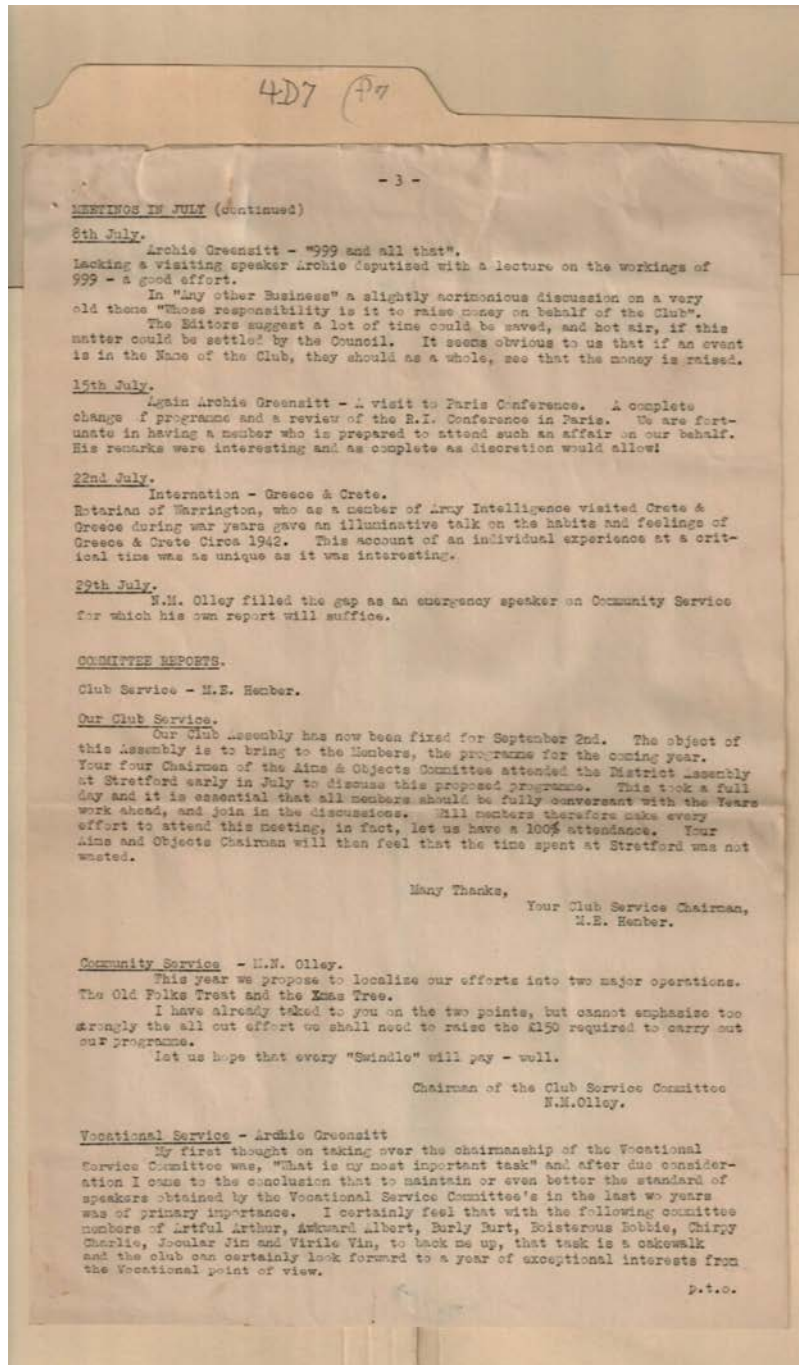 4D7 (P7
- 3 -
MEETINGS IN JULY (continued)
8th July.
Archie Greensitt - "999 and all that".
Lacking a visiting speaker Archie deputized with a lecture on the workings of
999 - a good effort.
In "Any other Business" a slightly acrimonious discussion on a very
old theme "Whose responsibility is it to raise money on behalf of the Club".
The Editors suggest a lot of time could be saved, and hot air, if this
matter could be settled by the Council. It seems obvious to us that if an event
is in the Name of the Club, they should as a whole, see that the money is raised.
15th July.
Again Archie Greensitt - A visit to Paris Conference. A complete
change f programme and a review of the R.I. Conference in Paris. We are fort-
unate in having a member who is prepared to attend such an affair on our behalf.
His remarks were interesting and as complete as discretion would allow!
22nd July.
Internation - Greece & Crete.
Rotarian of Warrington, who as a member of Army Intelligence visited Crete &
Greece during war years gave an illuminative talk on the habits and feelings of
Greece & Crete Circa 1942. This account of an individual experience at a crit-
ical time was as unique as it was interesting.
29th July.
N.M. Olley filled the gap as an emergency speaker on Community Service
for which his own report will suffice.
COMMITTEE REPORTS.
Club Service - M.E. Hember.
Our Club Service.
Our Club Assembly has now been fixed for September 2nd. The object of
this Assembly is to bring to the Members, the programme for the coming year.
Your four Chairmen of the Aims & Objects Committee attended the District Assembly
at Stretford early in July to discuss this proposed programme. This took a full
day and it is essential that all members should be fully conversant with the Years
work ahead, and join in the discussions. Will members therefore make every
effort to attend this meeting, in fact, let us have a 100% attendance. Your
Aims and Objects Chairman will then feel that the time spent at Stretford was not
wasted.
Many Thanks,
Your Club Service Chairman,
M.E. Hember.
Community Service - M.N. Olley.
This year we propose to localize our efforts into two major operations.
The Old Folks Treat and the Xmas Tree.
I have already taked to you on the two points, but cannot emphasise too
strongly the all out effort we shall need to raise the £150 required to carry out
our programme.
Let us hope that every "Swindle" will pay - well.
Chairman of the Club Service Committee
N.M.Olley.
Vocational Service - Archie Greensitt
My first thought on taking over the chairmanship of the Vocational
Service Committee was, "What is my most important task" and after due consider-
ation I came to the conclusion that to maintain or even better the standard of
speakers obtained by the Vocational Service Committee's in the last wo years
was of primary importance. I certainly feel that with the following committee
members of Artful Arthur, Awkward Albert, Burly Burt, Boisterous Bobbie, Chirpy
Charlie, Jocular Jim and Virile Vin, to back me up, that task is a cakewalk
and the club can certainly look forward to a year of exceptional interests from
the Vocational point of view.
p.t.o.